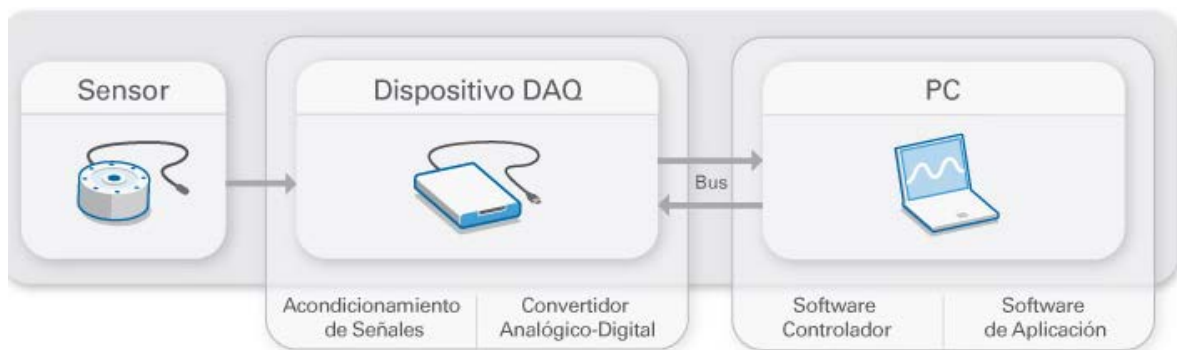 Sensor
Dispositivo DAQ
PC
Bus
Acondicionamiento
de Señales
Convertidor
Analógico-Digital
Software
Controlador
Software
de Aplicación